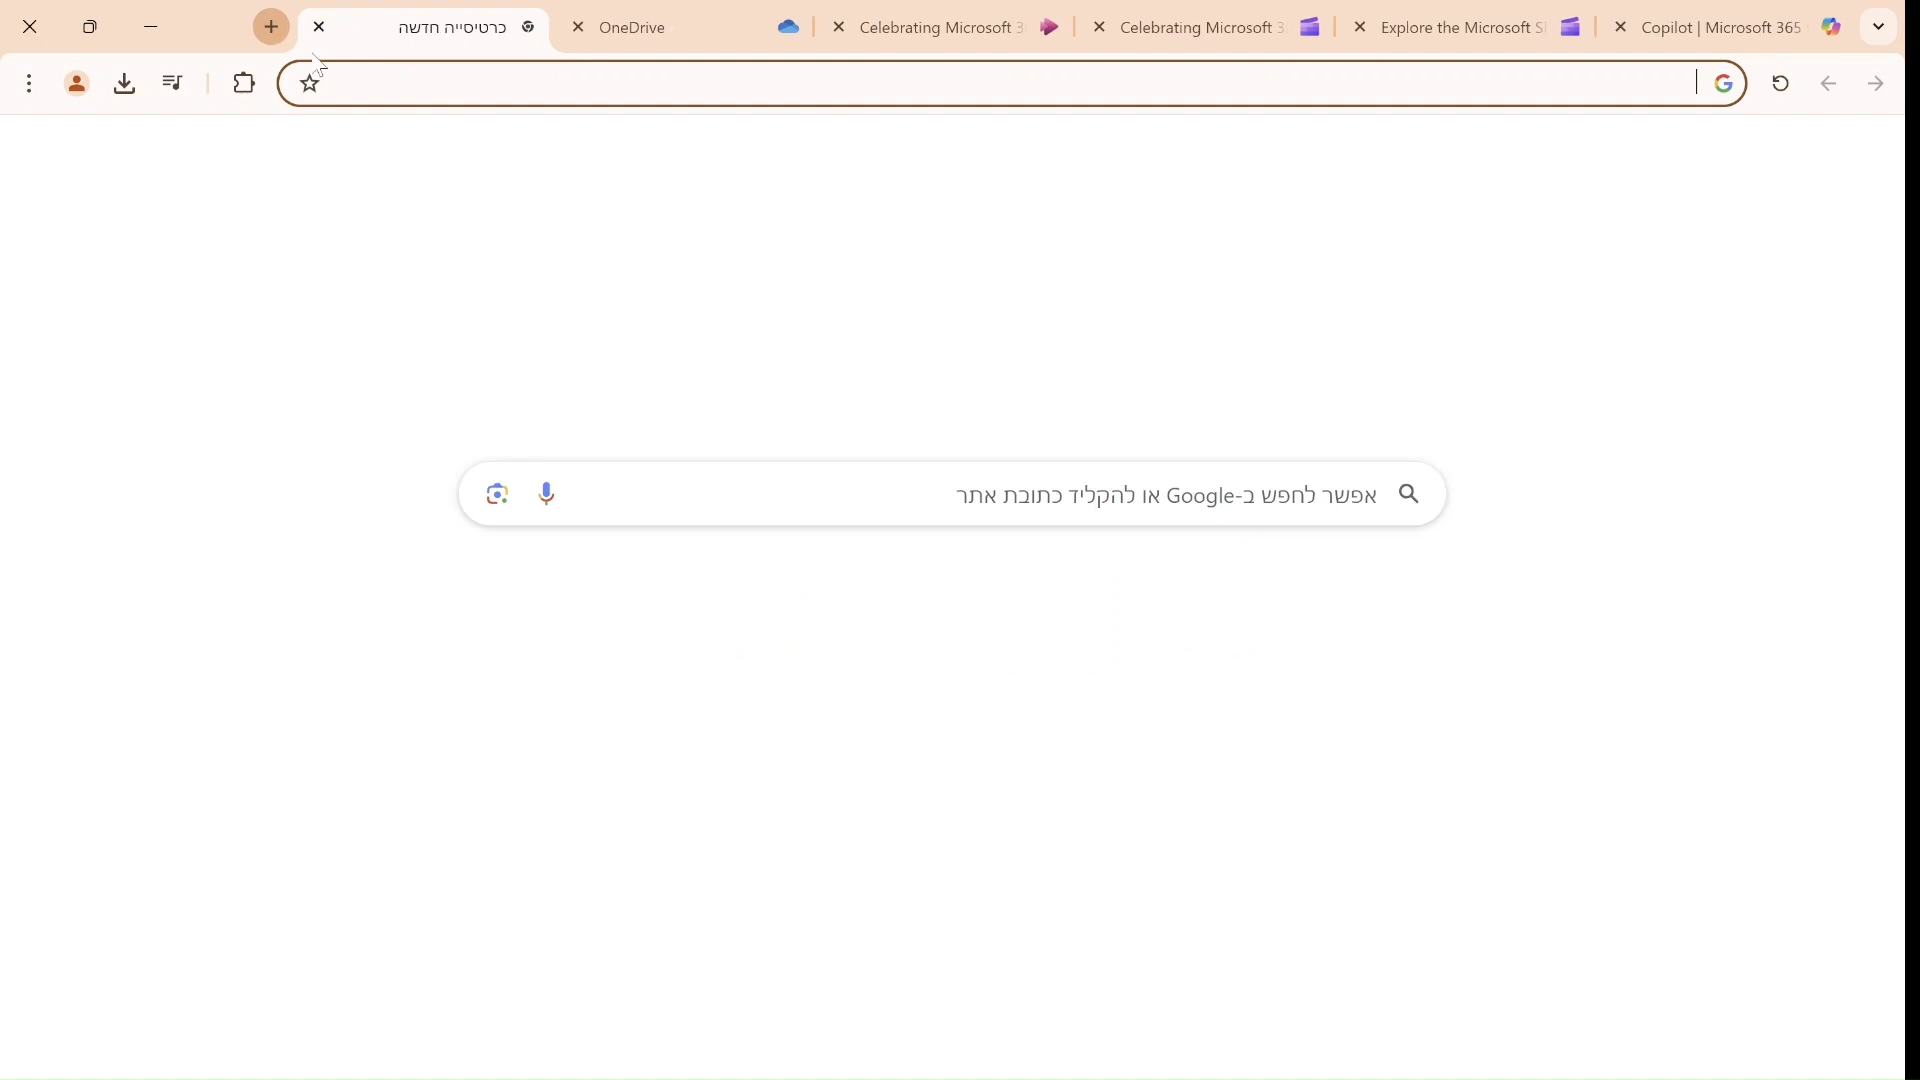 Copilot | Microsoft 365
Explore the Microsoft S
Celebrating Microsoft 3
Celebrating Microsoft 3
OneDrive
כרטיסייה חדשה
אפשר לחפש ב-Google או להקליד כתובת אתר